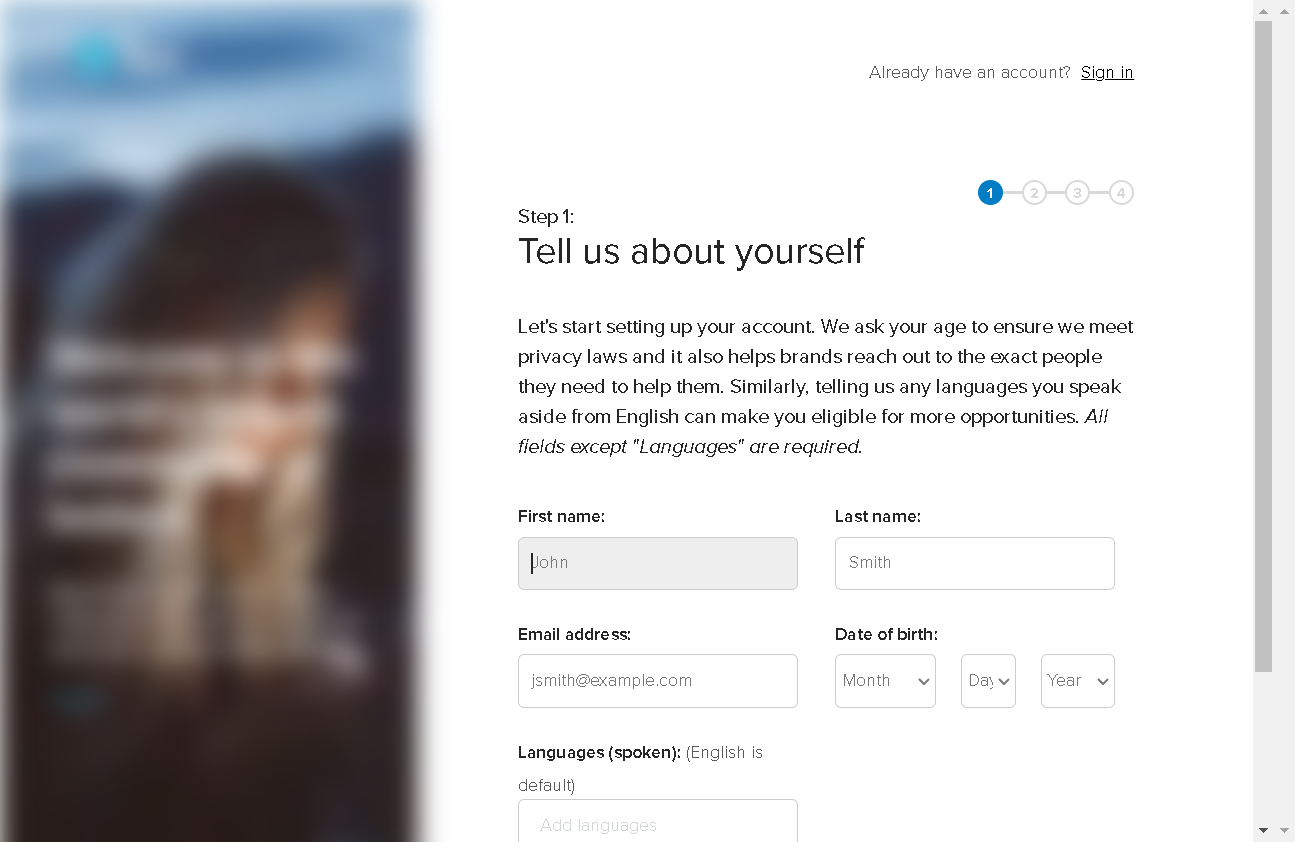 Already have an account? Sign in
1 2 3 4
Step 1:
Tell us about yourself
Let's start setting up your account. We ask your age to ensure we meet
privacy laws and it also helps brands reach out to the exact people
they need to help them. Similarly, telling us any languages you speak
aside from English can make you eligible for more opportunities. All
fields except "Languages" are required.
First name: Last name:
John Smith
Email address: Date of birth:
jsmith@example.com Month Day Year
Languages (spoken): (English is
default)
Add languages